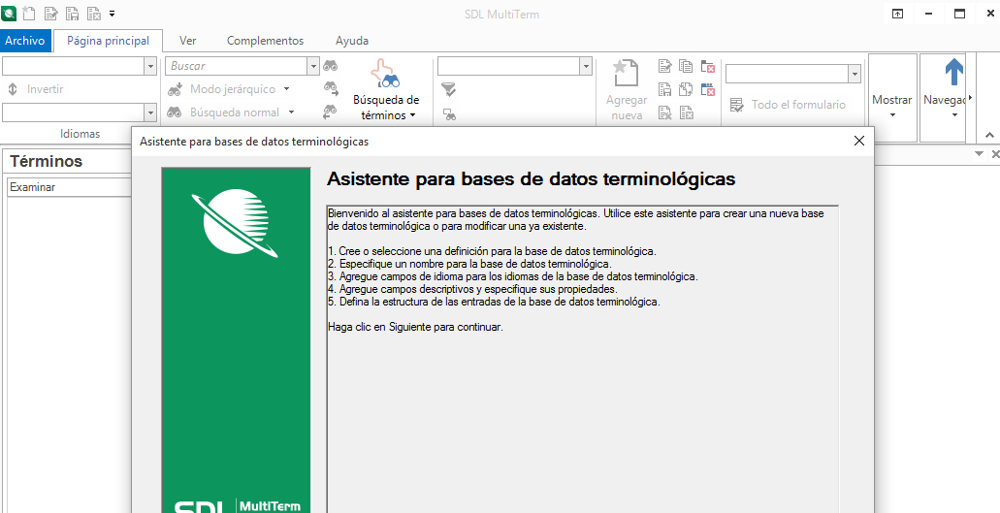 SDL MultiTerm
Archivo
Página principal
Ver
Complementos
Ayuda
Buscar
Invertir
Modo jerárquico
Búsqueda normal
Búsqueda de
términos
Agregar
nueva
Todo el formulario
Mostrar
Navegac
Idiomas
Términos
Examinar
Asistente para bases de datos terminológicas
Asistente para bases de datos terminológicas
Bienvenido al asistente para bases de datos terminológicas. Utilice este asistente para crear una nueva base
de datos terminológica o para modificar una ya existente.
1. Cree o seleccione una definición para la base de datos terminológica.
2. Especifique un nombre para la base de datos terminológica.
3. Agregue campos de idioma para los idiomas de la base de datos terminológica.
4. Agregue campos descriptivos y especifique sus propiedades.
5. Defina la estructura de las entradas de la base de datos terminológica.
Haga clic en Siguiente para continuar.
SDL MultiTerm